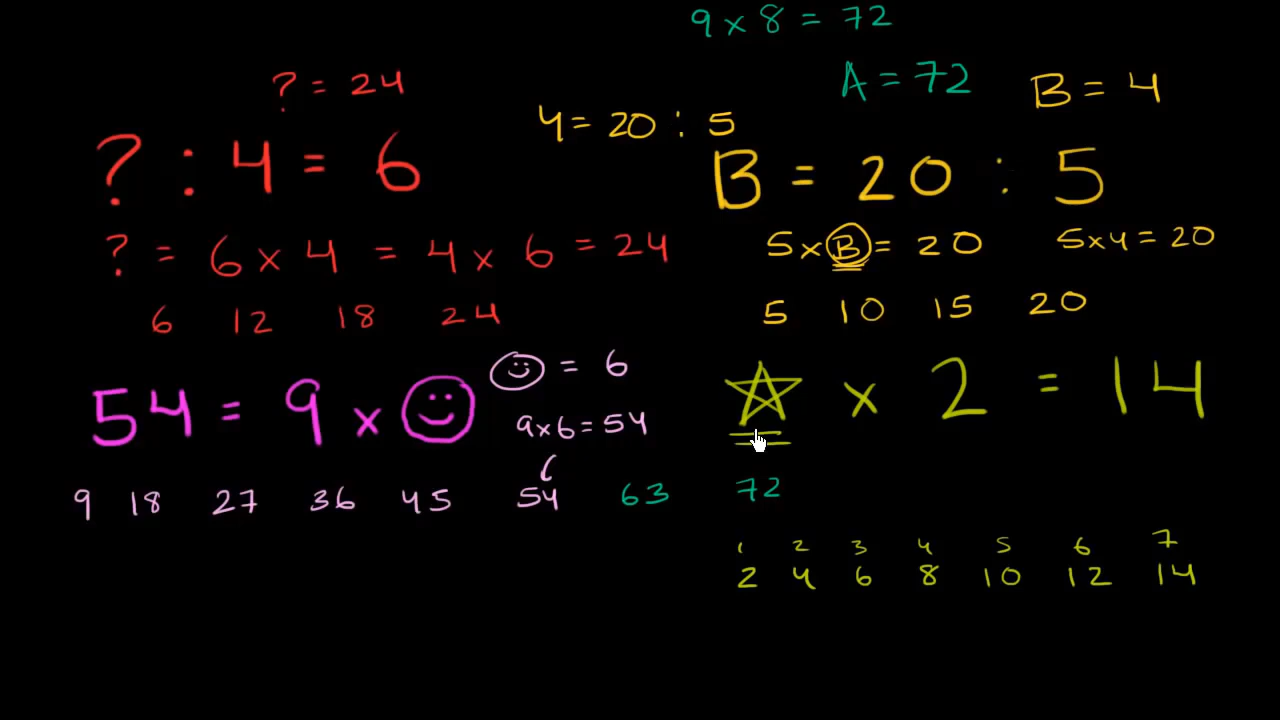 9 x 8 = 72
? = 24
A = 72
B = 4
4 = 20 : 5
? : 4 = 6
B = 20 : 5
? = 6 x 4 = 4 x 6 = 24
5 x B = 20
5 x 4 = 20
6 12 18 24
5 10 15 20
☺ = 6
54 = 9 x ☺
☆ x 2 = 14
9 x 6 = 54
9 18 27 36 45 54 63 72
1 2 3 4 5 6 7
2 4 6 8 10 12 14